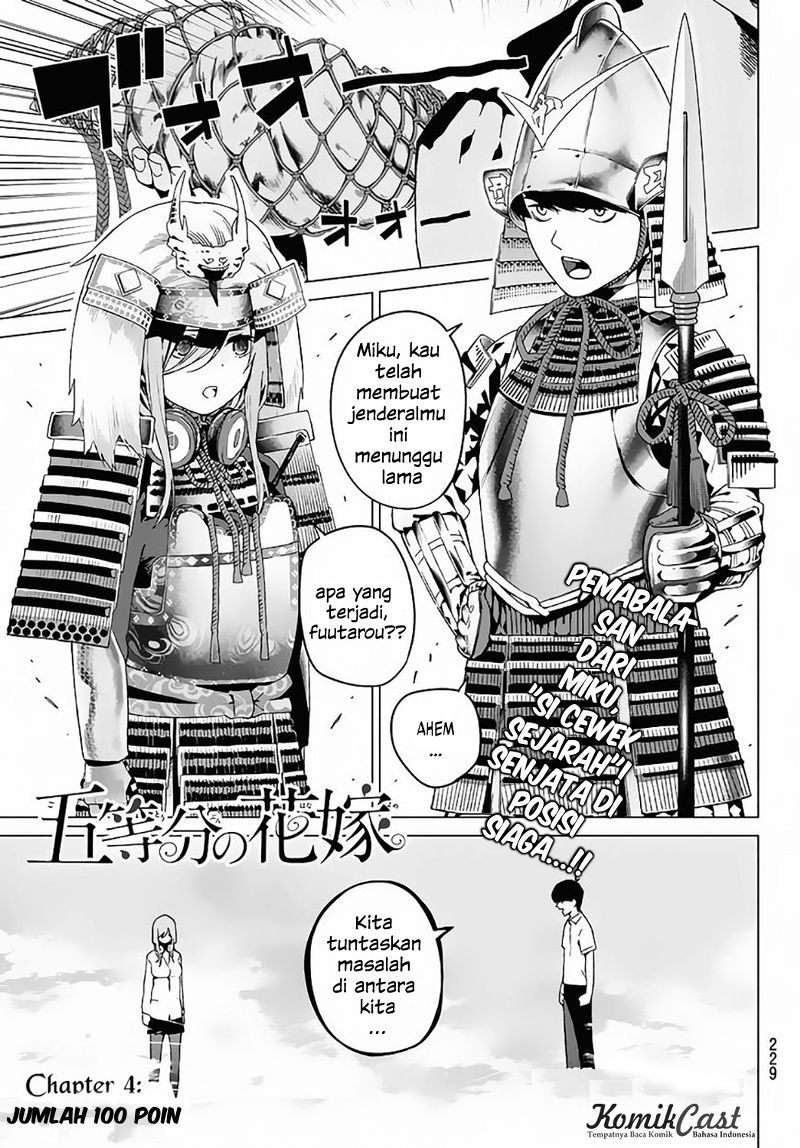 ブォオー
ォオー
Miku, kau
telah
membuat
jenderalmu
ini
menunggu
lama
apa yang
terjadi,
fuutarou??
AHEM
...
PEMABALA-
SAN
DARI
MIKU,
"SI CEWEK
SEJARAH"!
SENJATA DI
POSISI
SIAGA...!!
五等分の花嫁
Kita
tuntaskan
masalah
di antara
kita
...
229
Chapter 4:
JUMLAH 100 POIN
KomikCast
Tempatnya Baca Komik Bahasa Indonesia